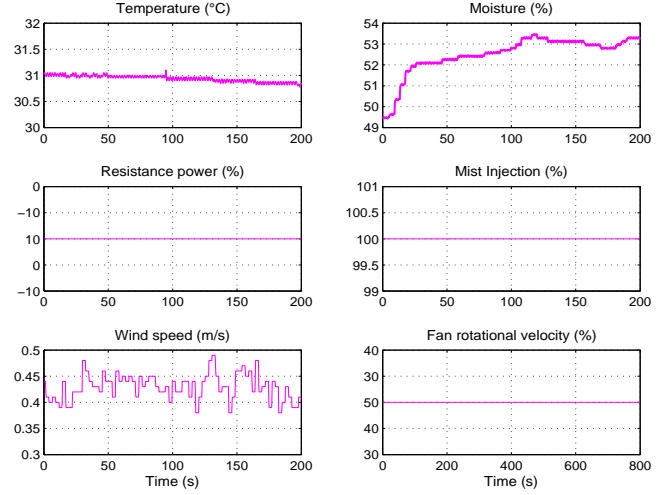 Temperature (°C)
32
31.5
31
30.5
30
0 50 100 150 200
Moisture (%)
54
53
52
51
50
49
0 50 100 150 200
Resistance power (%)
0
−10
10
0
−10
0 50 100 150 200
Mist Injection (%)
101
100.5
100
99.5
99
0 50 100 150 200
Wind speed (m/s)
0.5
0.45
0.4
0.35
0.3
0 50 100 150 200
Time (s)
Fan rotational velocity (%)
40
50
50
30
30
0 200 400 600 800
Time (s)